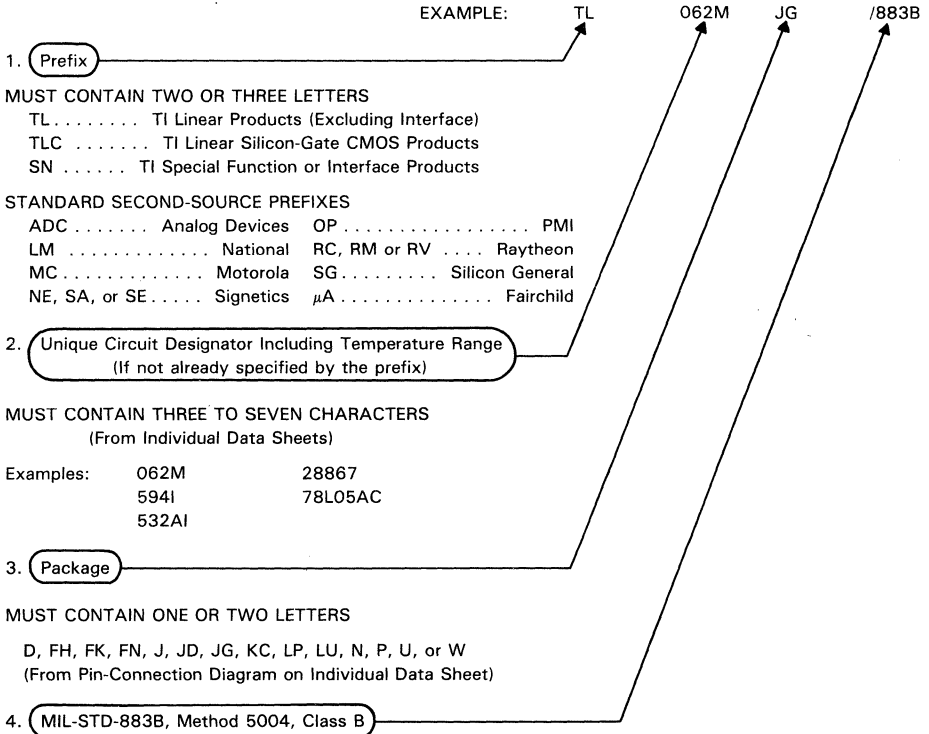 EXAMPLE: TL 062M JG /883B
1. Prefix
MUST CONTAIN TWO OR THREE LETTERS
TL........ TI Linear Products (Excluding Interface)
TLC ....... TI Linear Silicon-Gate CMOS Products
SN ...... TI Special Function or Interface Products
STANDARD SECOND-SOURCE PREFIXES
ADC....... Analog Devices OP................. PMI
LM ............. National RC, RM or RV .... Raytheon
MC............. Motorola SG......... Silicon General
NE, SA, or SE..... Signetics μA.............. Fairchild
2. Unique Circuit Designator Including Temperature Range
(If not already specified by the prefix)
MUST CONTAIN THREE TO SEVEN CHARACTERS
(From Individual Data Sheets)
Examples: 062M 28867
594I 78L05AC
532AI
3. Package
MUST CONTAIN ONE OR TWO LETTERS
D, FH, FK, FN, J, JD, JG, KC, LP, LU, N, P, U, or W
(From Pin-Connection Diagram on Individual Data Sheet)
4. MIL-STD-883B, Method 5004, Class B